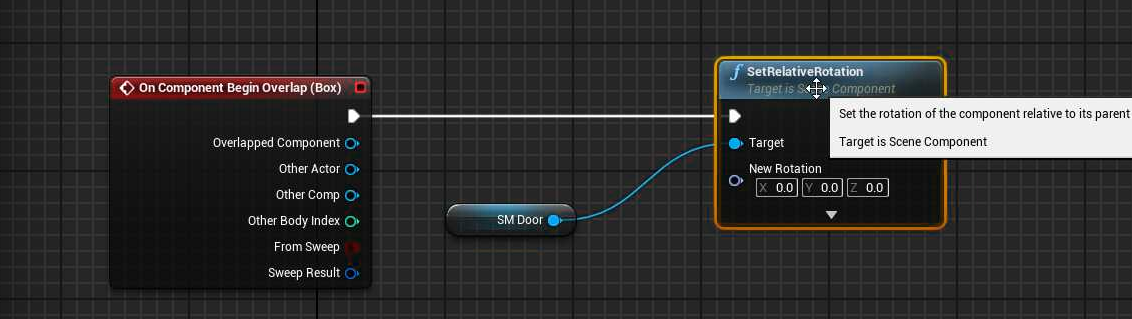 On Component Begin Overlap (Box)
Overlapped Component
Other Actor
Other Comp
Other Body Index
From Sweep
Sweep Result
SM Door
f SetRelativeRotation
Target is Scene Component
Set the rotation of the component relative to its parent
Target is Scene Component
Target
New Rotation
X 0.0 Y 0.0 Z 0.0